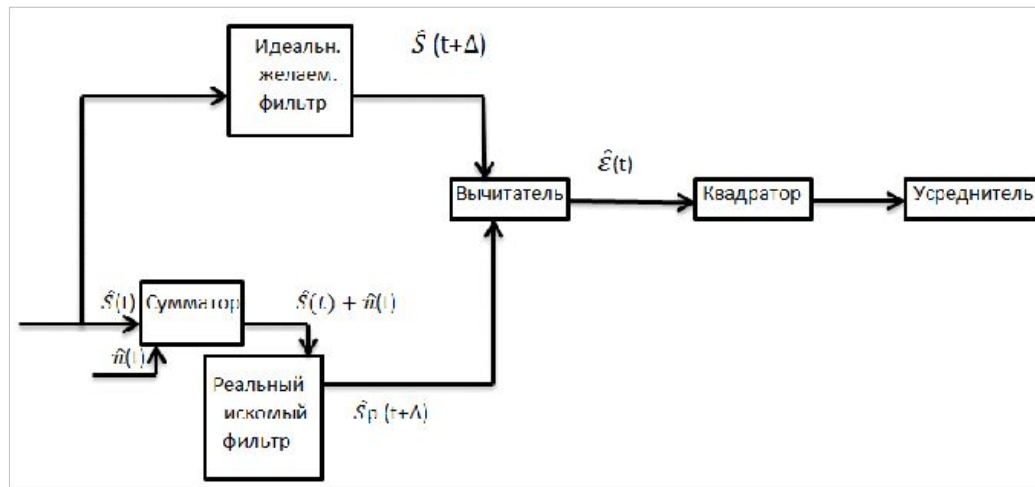 Идеальн.
желаем.
фильтр
Ŝ (t+Δ)
Вычитатель
ε̂(t)
Квадратор
Усреднитель
Ŝ(t)
Сумматор
Ŝ(t) + n̂(t)
n̂(t)
Реальный
искомый
фильтр
Ŝр (t+Δ)